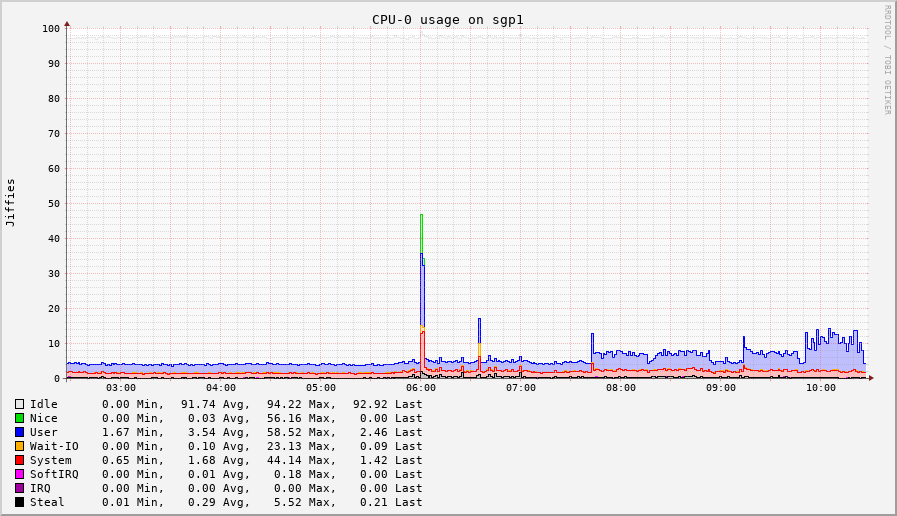 CPU-0 usage on sgp1
RRDTOOL / TOBI OETIKER
Jiffies
100
90
80
70
60
50
40
30
20
10
0
03:00 04:00 05:00 06:00 07:00 08:00 09:00 10:00
Idle 0.00 Min, 91.74 Avg, 94.22 Max, 92.92 Last
Nice 0.00 Min, 0.03 Avg, 56.16 Max, 0.00 Last
User 1.67 Min, 3.54 Avg, 58.52 Max, 2.46 Last
Wait-IO 0.00 Min, 0.10 Avg, 23.13 Max, 0.09 Last
System 0.65 Min, 1.68 Avg, 44.14 Max, 1.42 Last
SoftIRQ 0.00 Min, 0.01 Avg, 0.18 Max, 0.00 Last
IRQ 0.00 Min, 0.00 Avg, 0.00 Max, 0.00 Last
Steal 0.01 Min, 0.29 Avg, 5.52 Max, 0.21 Last